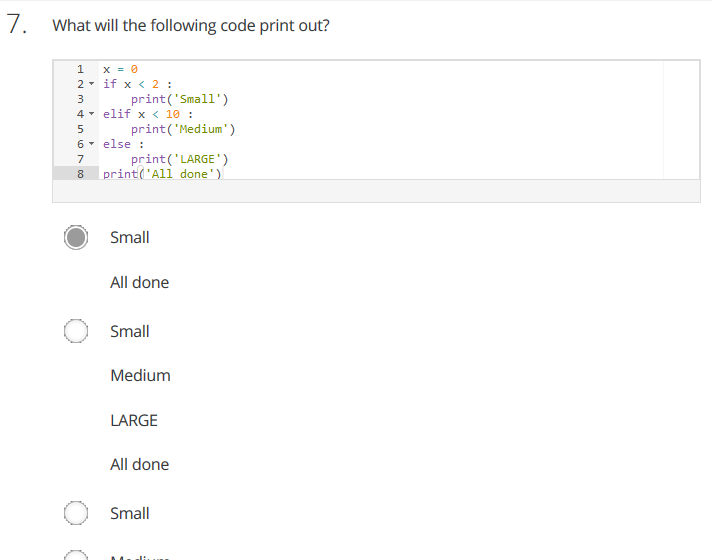 7. What will the following code print out?
1 x = 0
2 if x < 2 :
3 print('Small')
4 elif x < 10 :
5 print('Medium')
6 else :
7 print('LARGE')
8 print('All done')
Small
All done
Small
Medium
LARGE
All done
Small